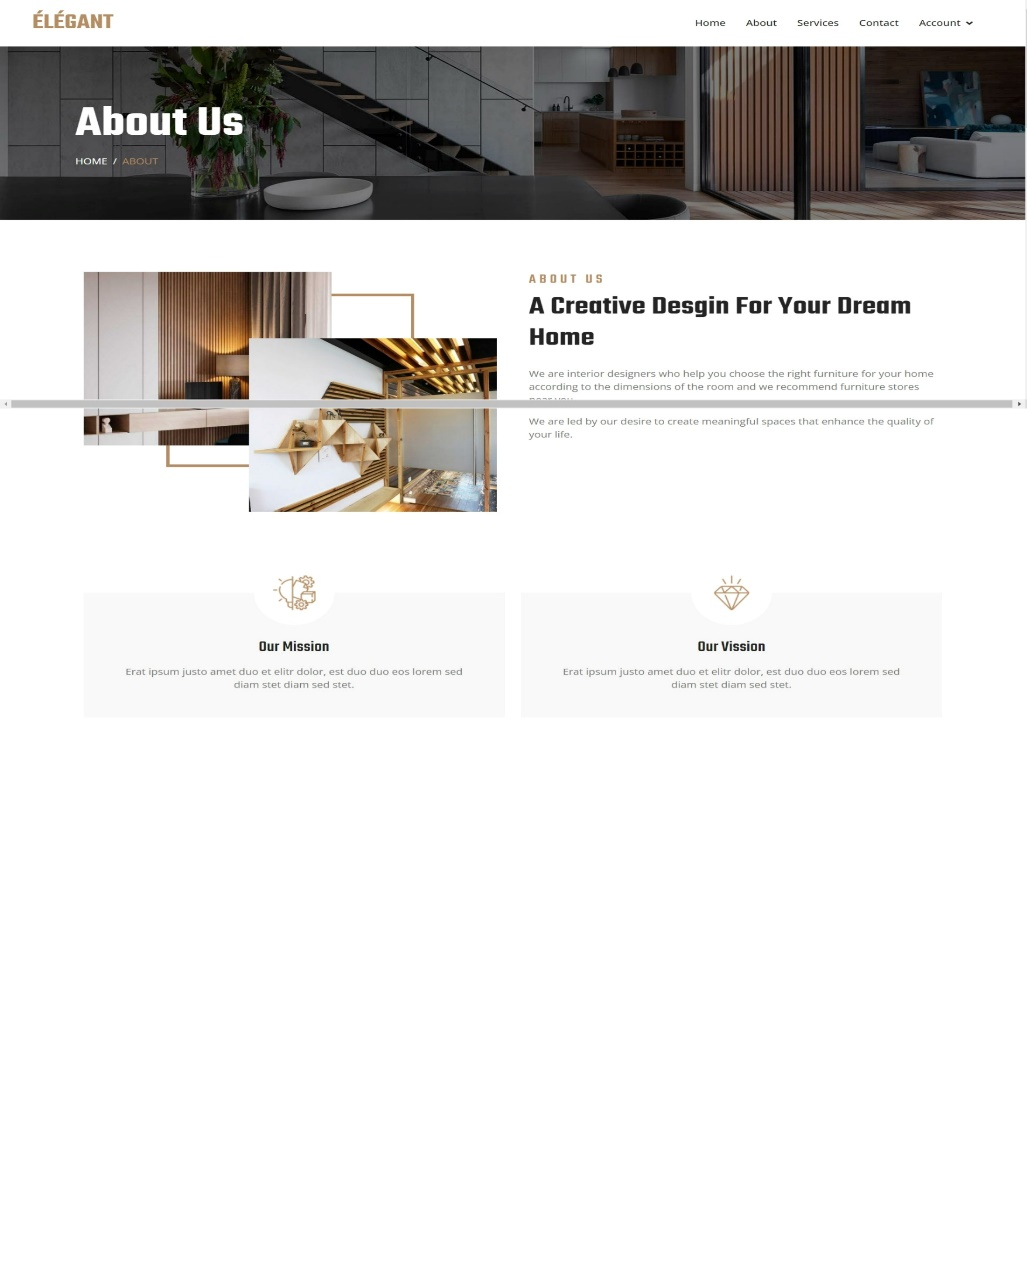 ÉLÉGANT
Home About Services Contact Account
About Us
HOME / ABOUT
ABOUT US
A Creative Desgin For Your Dream
Home
We are interior designers who help you choose the right furniture for your home
according to the dimensions of the room and we recommend furniture stores
We are led by our desire to create meaningful spaces that enhance the quality of
your life.
Our Mission
Erat ipsum justo amet duo et elitr dolor, est duo duo eos lorem sed
diam stet diam sed stet.
Our Vission
Erat ipsum justo amet duo et elitr dolor, est duo duo eos lorem sed
diam stet diam sed stet.